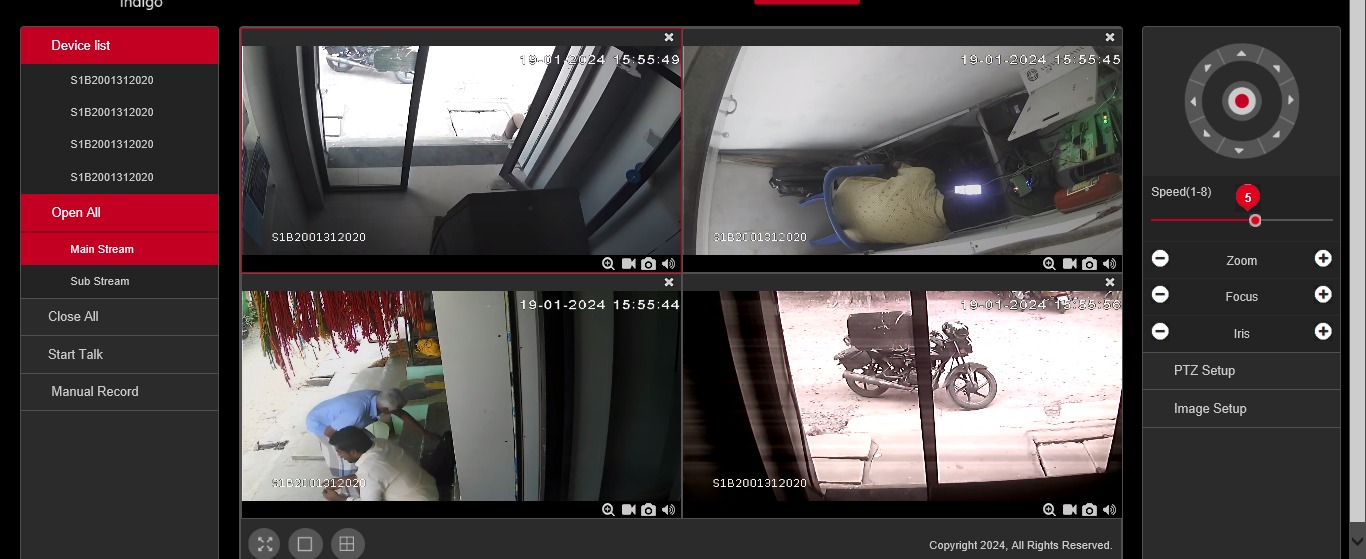 Indigo
Device list
S1B2001312020
S1B2001312020
S1B2001312020
S1B2001312020
Open All
Main Stream
Sub Stream
Close All
Start Talk
Manual Record
19-01-2024 15:55:49
S1B2001312020
19-01-2024 15:55:45
S1B2001312020
19-01-2024 15:55:44
S1B2001312020
19-01-2024 15:55:56
S1B2001312020
Copyright 2024, All Rights Reserved.
Speed(1-8)
5
Zoom
Focus
Iris
PTZ Setup
Image Setup